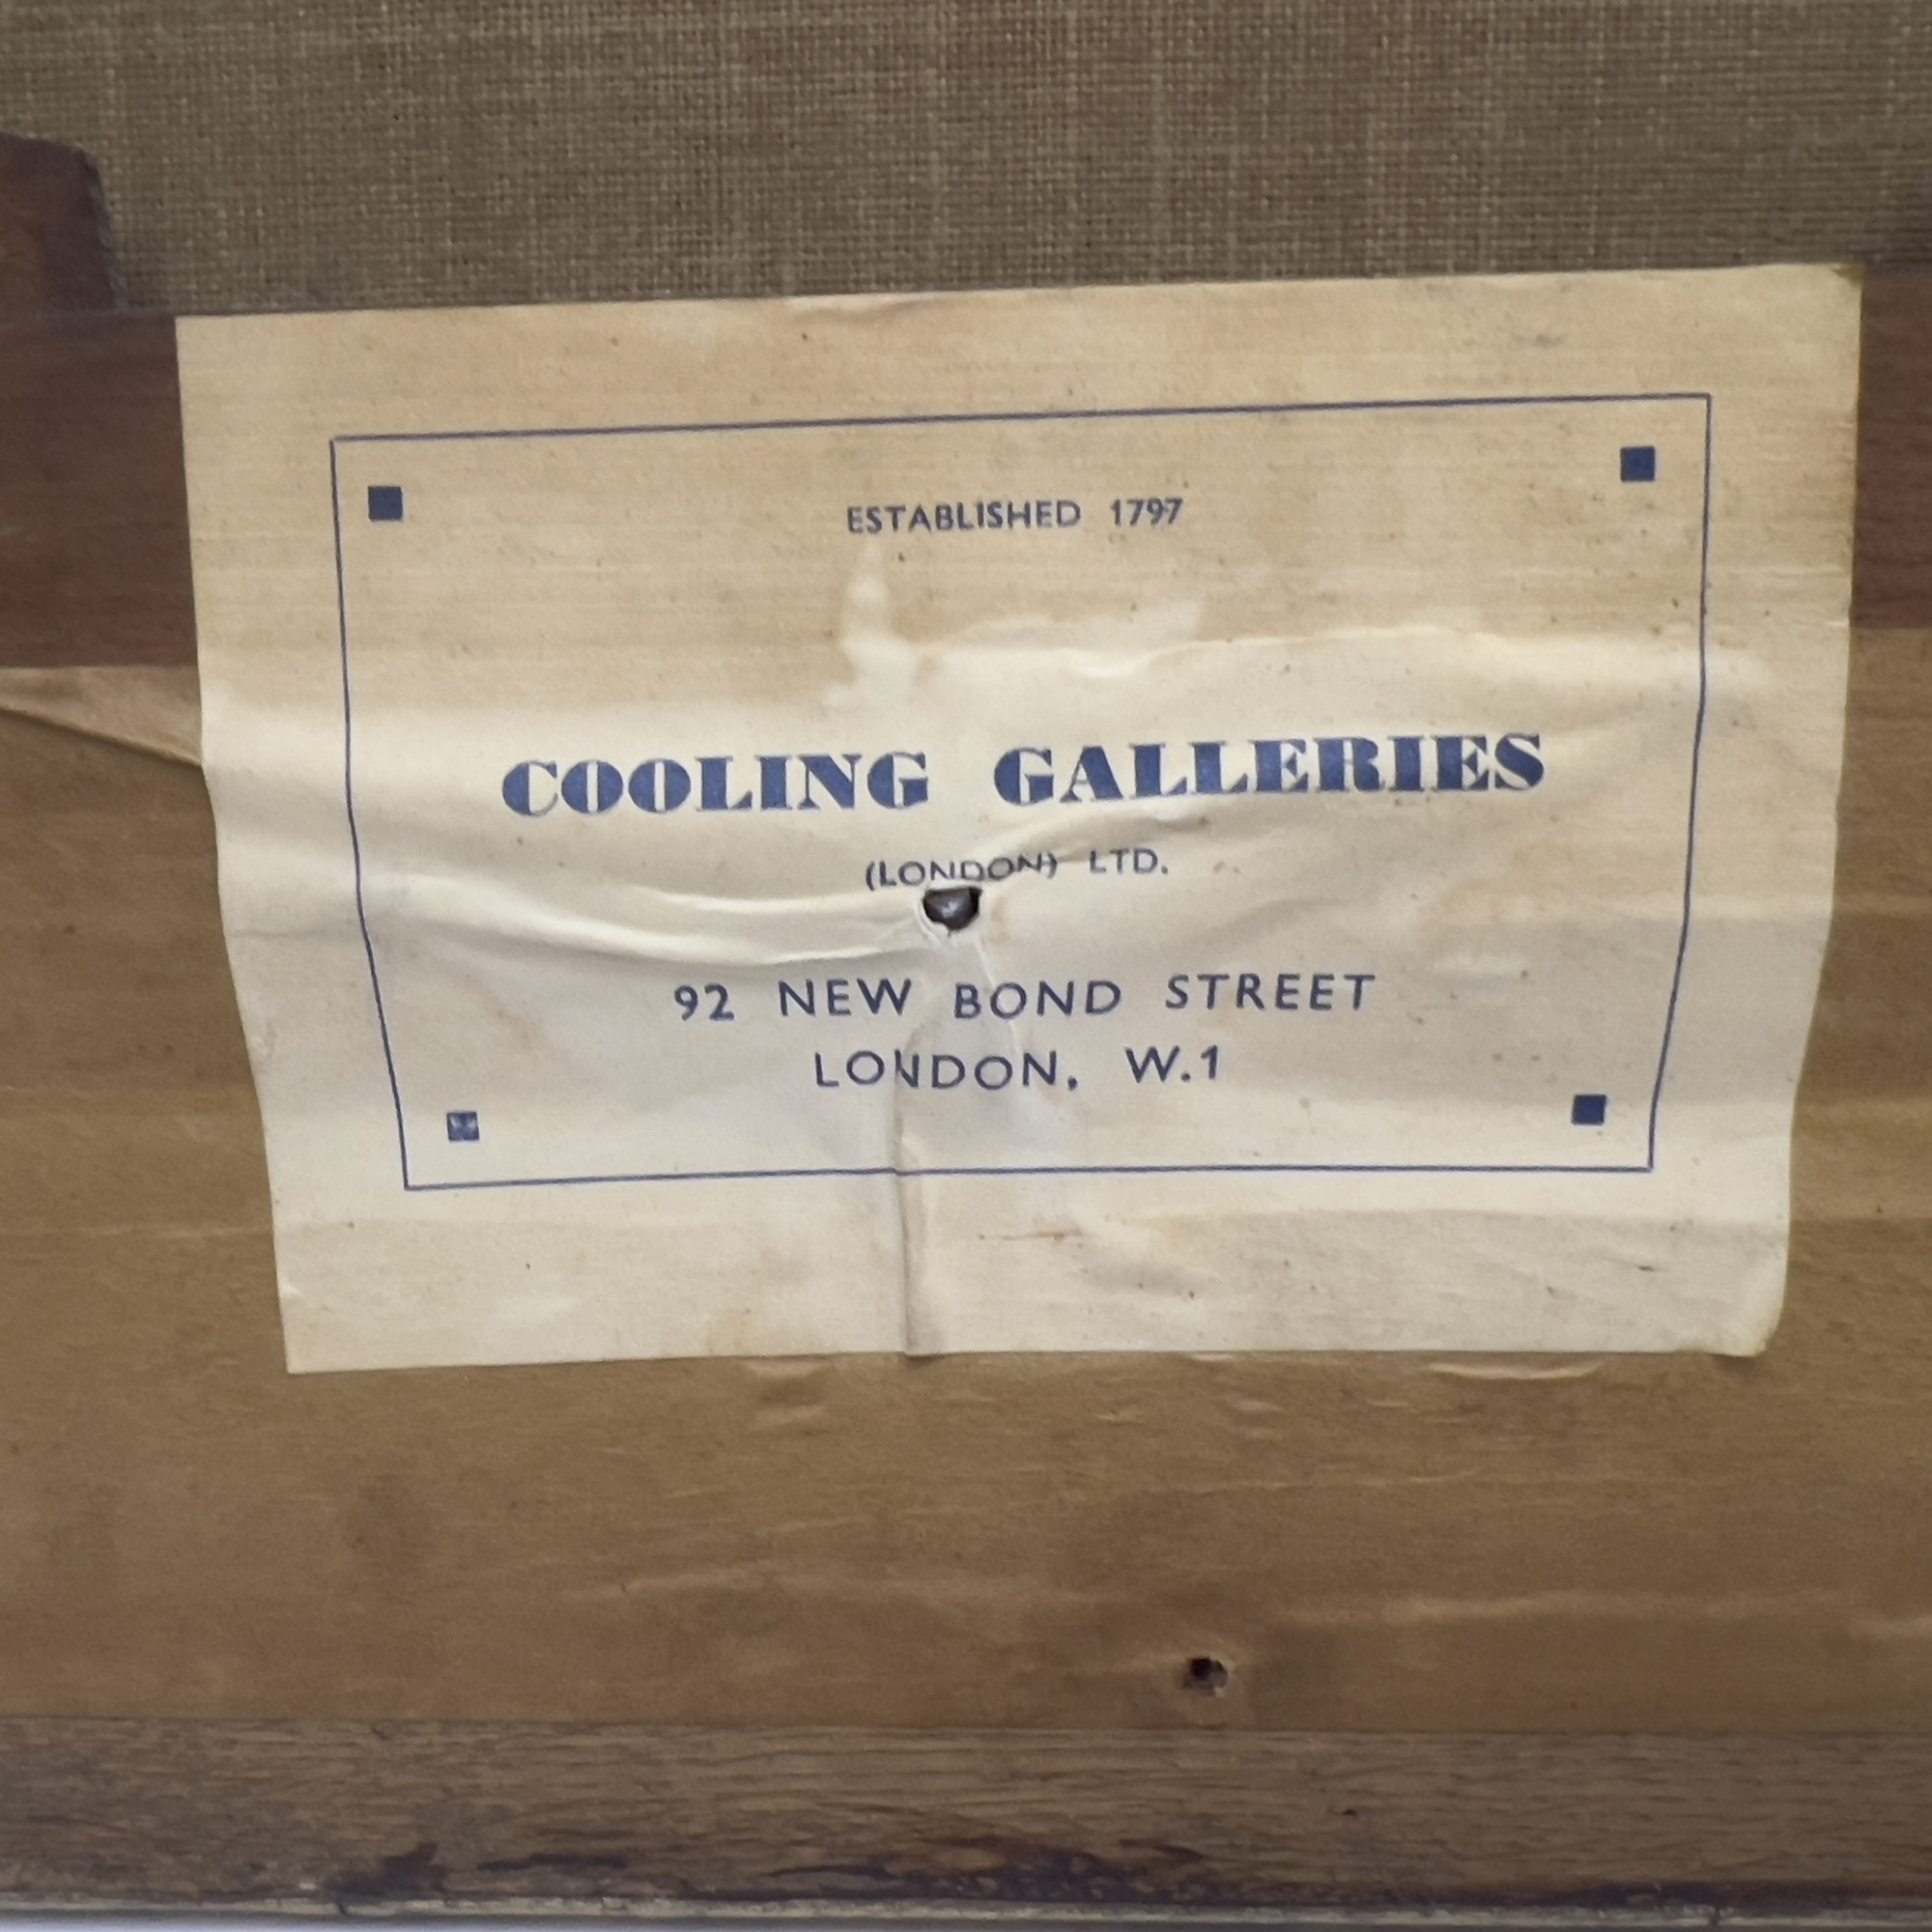 ESTABLISHED 1797
COOLING GALLERIES
(LONDON) LTD.
92 NEW BOND STREET
LONDON, W.1